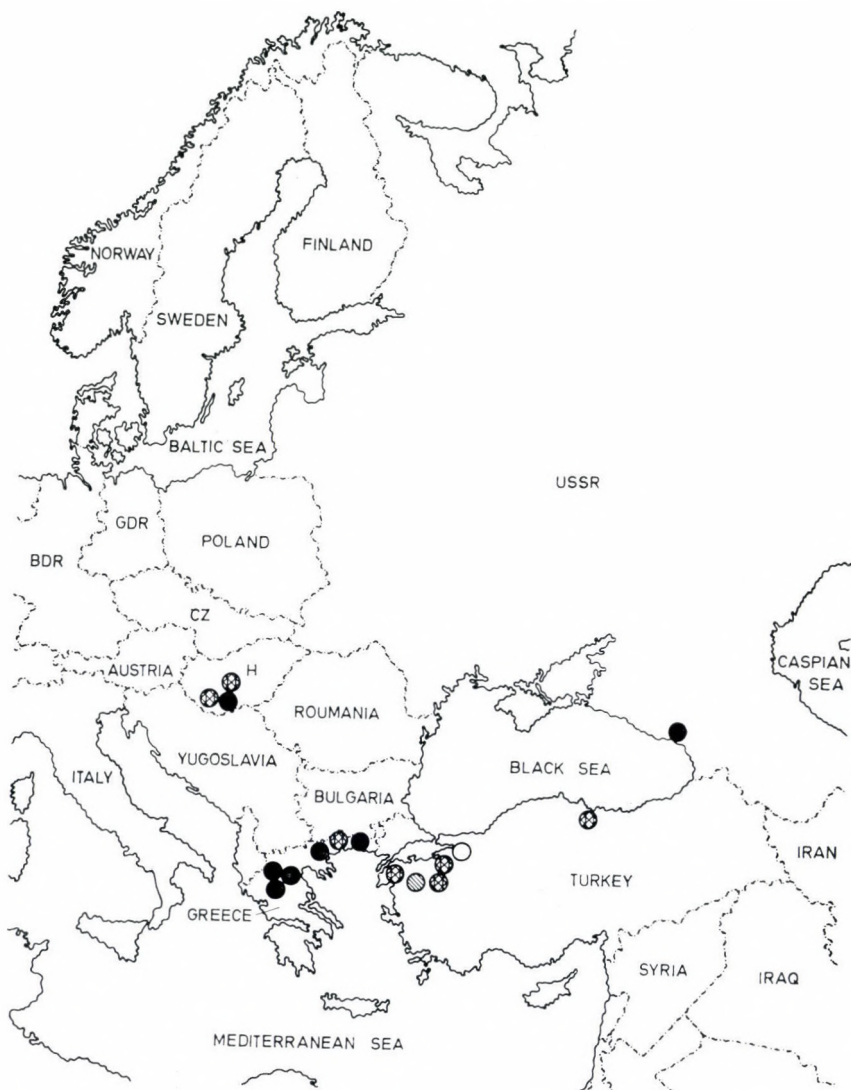 NORWAY
FINLAND
SWEDEN
BALTIC SEA
USSR
GDR
POLAND
BDR
CZ
AUSTRIA
H
CASPIAN
SEA
ROUMANIA
YUGOSLAVIA
ITALY
BLACK SEA
BULGARIA
IRAN
TURKEY
GREECE
SYRIA
IRAQ
MEDITERRANEAN SEA